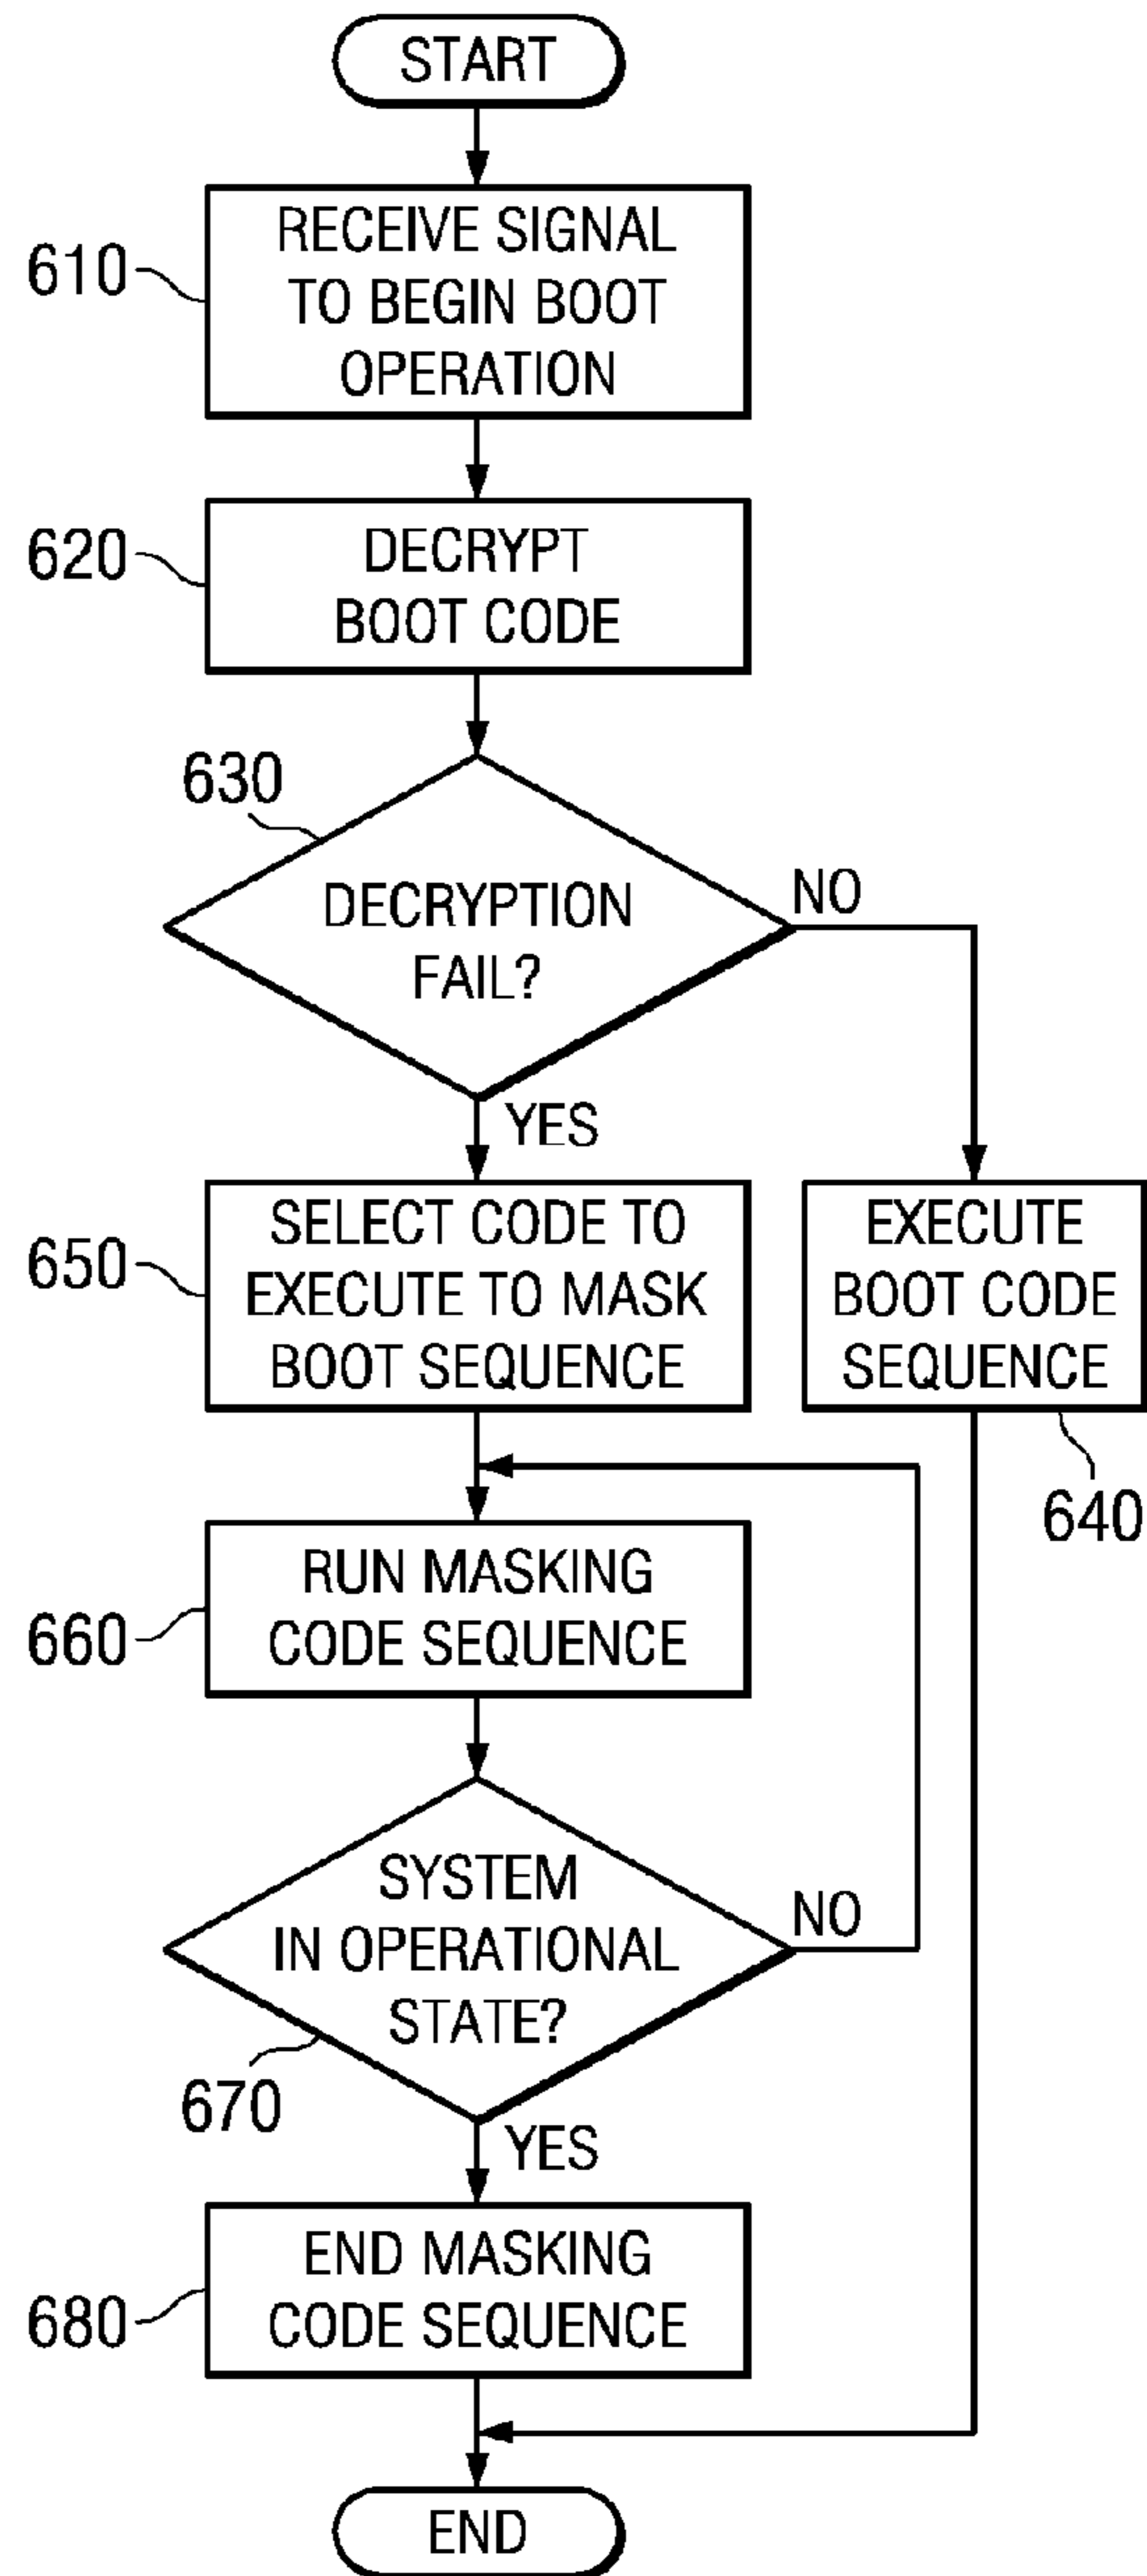 START
610
RECEIVE SIGNAL
TO BEGIN BOOT
OPERATION
620
DECRYPT
BOOT CODE
630
DECRYPTION
FAIL?
NO
YES
650
SELECT CODE TO
EXECUTE TO MASK
BOOT SEQUENCE
EXECUTE
BOOT CODE
SEQUENCE
640
660
RUN MASKING
CODE SEQUENCE
SYSTEM
IN OPERATIONAL
STATE?
NO
670
YES
680
END MASKING
CODE SEQUENCE
END